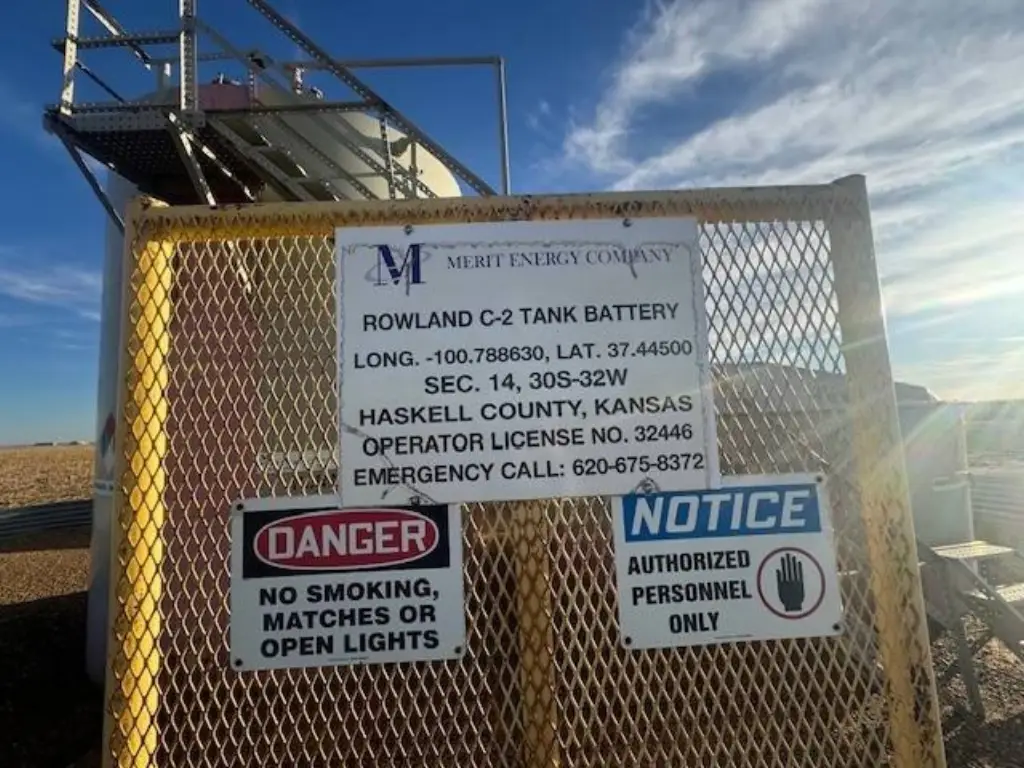 M MERIT ENERGY COMPANY
ROWLAND C-2 TANK BATTERY
LONG. -100.788630, LAT. 37.44500
SEC. 14, 30S-32W
HASKELL COUNTY, KANSAS
OPERATOR LICENSE NO. 32446
EMERGENCY CALL: 620-675-8372
DANGER
NO SMOKING,
MATCHES OR
OPEN LIGHTS
NOTICE
AUTHORIZED
PERSONNEL
ONLY